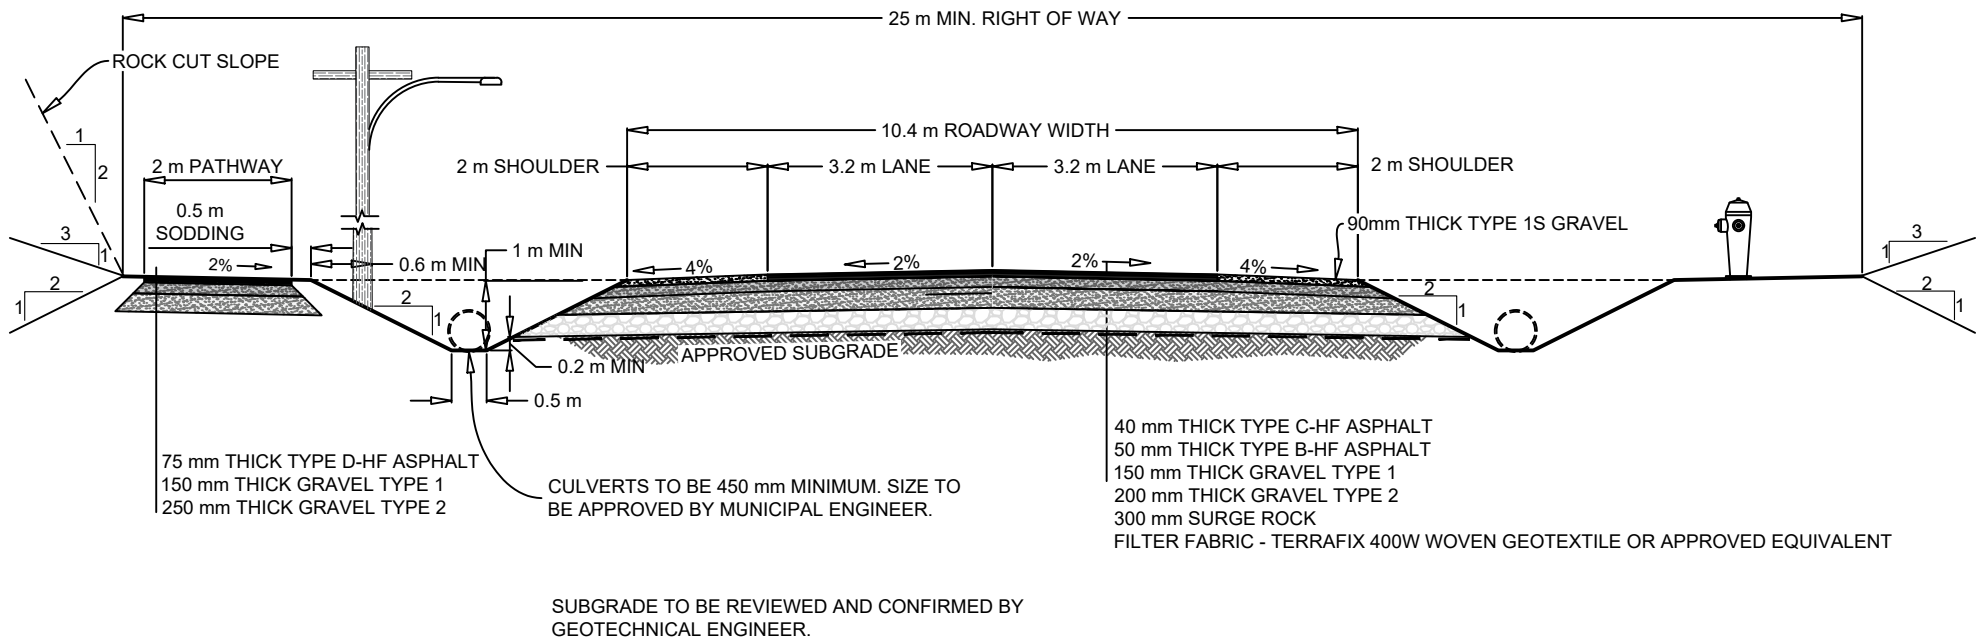 25 m MIN. RIGHT OF WAY
ROCK CUT SLOPE
10.4 m ROADWAY WIDTH
1
2
2 m PATHWAY
2 m SHOULDER
3.2 m LANE
3.2 m LANE
2 m SHOULDER
0.5 m
SODDING
90mm THICK TYPE 1S GRAVEL
3
1
2%
0.6 m MIN
1 m MIN
4%
2%
2%
4%
3
1
2
1
2
1
2
1
2
1
0.2 m MIN
APPROVED SUBGRADE
0.5 m
75 mm THICK TYPE D-HF ASPHALT
150 mm THICK GRAVEL TYPE 1
250 mm THICK GRAVEL TYPE 2
CULVERTS TO BE 450 mm MINIMUM. SIZE TO
BE APPROVED BY MUNICIPAL ENGINEER.
40 mm THICK TYPE C-HF ASPHALT
50 mm THICK TYPE B-HF ASPHALT
150 mm THICK GRAVEL TYPE 1
200 mm THICK GRAVEL TYPE 2
300 mm SURGE ROCK
FILTER FABRIC - TERRAFIX 400W WOVEN GEOTEXTILE OR APPROVED EQUIVALENT
SUBGRADE TO BE REVIEWED AND CONFIRMED BY
GEOTECHNICAL ENGINEER.